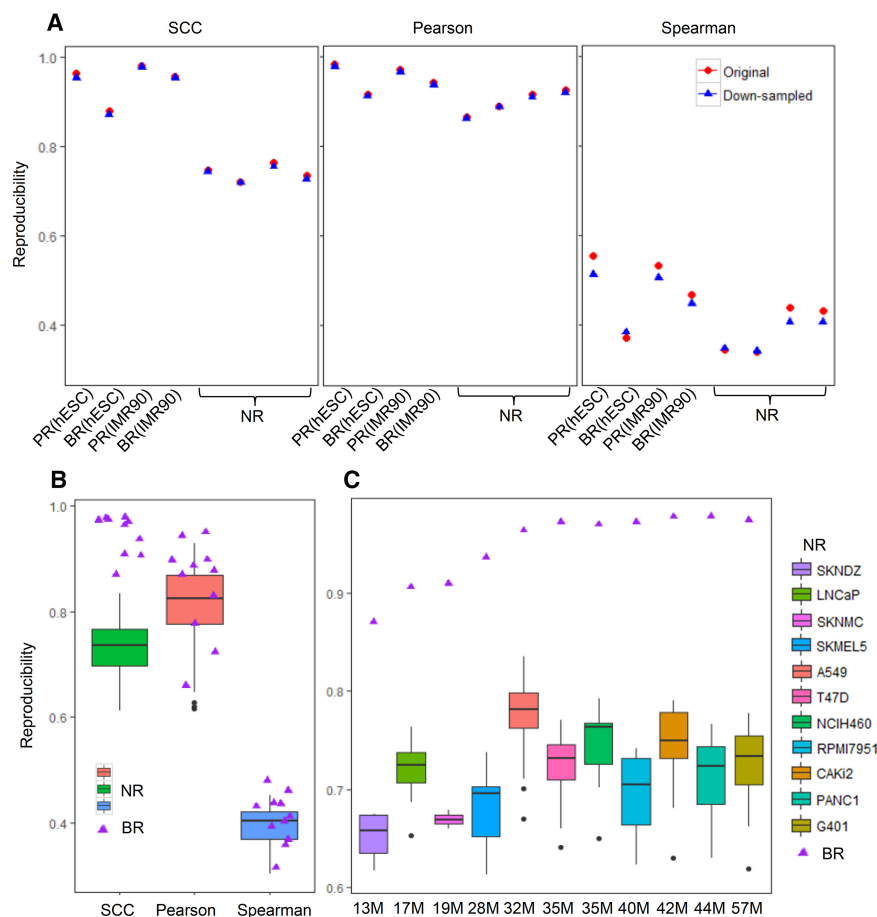 A
SCC
Pearson
Spearman
Original
Down-sampled
Reproducibility
1.0
0.8
0.6
0.4
PR(hESC)
BR(hESC)
PR(IMR90)
BR(IMR90)
NR
PR(hESC)
BR(hESC)
PR(IMR90)
BR(IMR90)
NR
PR(hESC)
BR(hESC)
PR(IMR90)
BR(IMR90)
NR
B
Reproducibility
1.0
0.8
0.6
0.4
NR
BR
SCC Pearson Spearman
C
0.9
0.8
0.7
0.6
13M 17M 19M 28M 32M 35M 35M 40M 42M 44M 57M
NR
SKNDZ
LNCaP
SKNMC
SKMEL5
A549
T47D
NCIH460
RPMI7951
CAKi2
PANC1
G401
BR